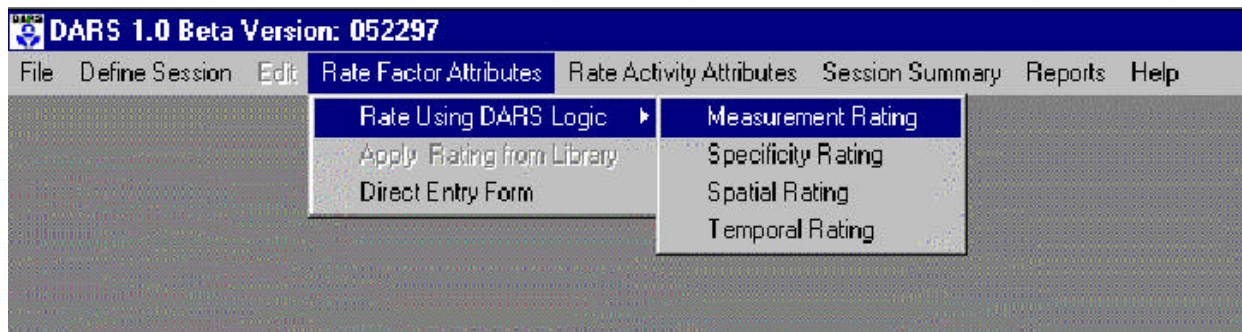 DARS 1.0 Beta Version: 052297
File Define Session Edit Rate Factor Attributes Rate Activity Attributes Session Summary Reports Help
Rate Using DARS Logic Measurement Rating
Apply Rating from Library Specificity Rating
Direct Entry Form Spatial Rating
Temporal Rating